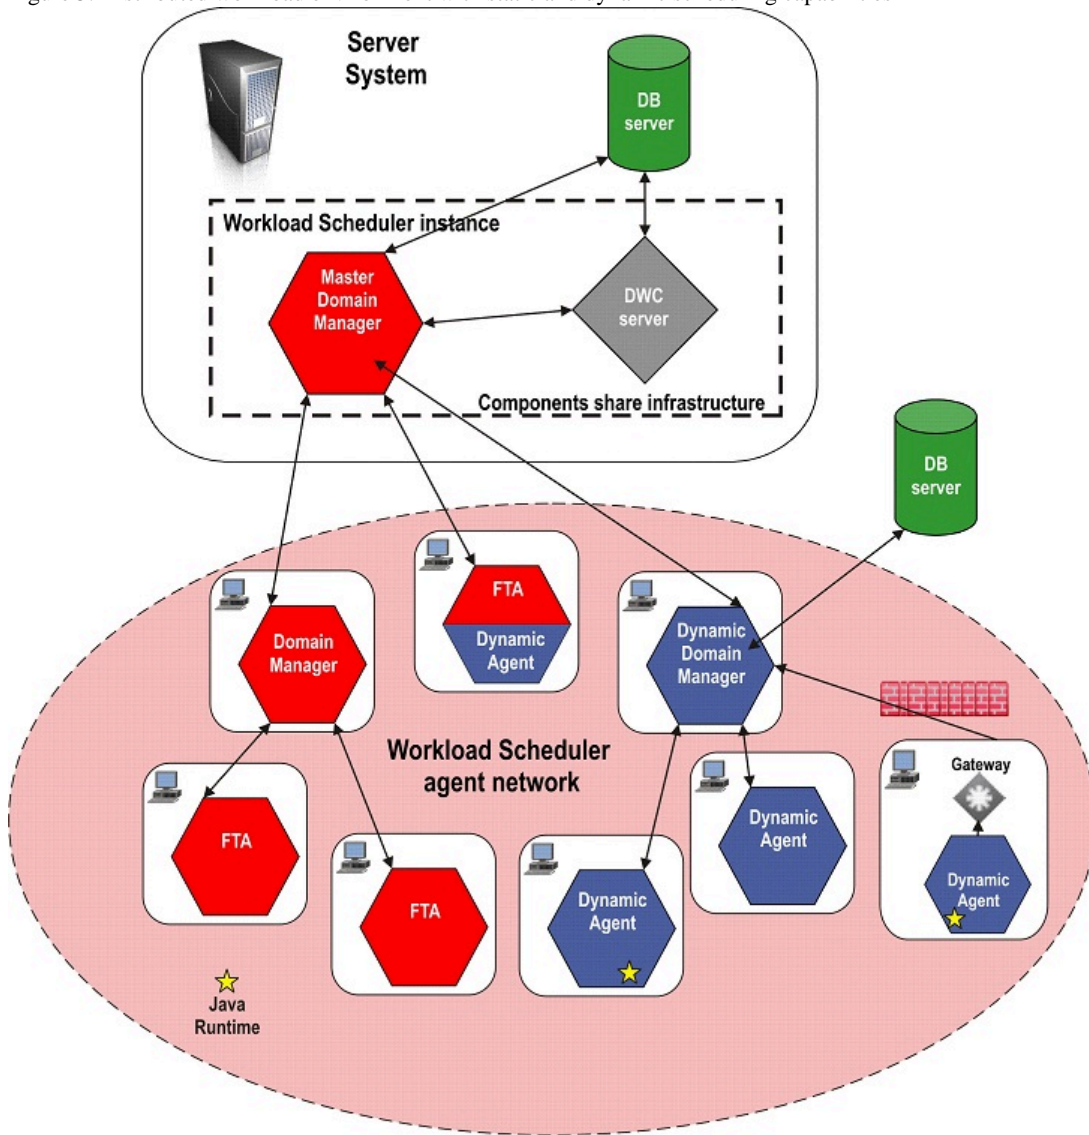 Server
System
DB
server
Workload Scheduler instance
Master
Domain
Manager
DWC
server
Components share infrastructure
DB
server
FTA
Dynamic
Agent
Domain
Manager
Dynamic
Domain
Manager
Workload Scheduler
agent network
Gateway
Dynamic
Agent
FTA
Dynamic
Agent
FTA
Dynamic
Agent
Java
Runtime